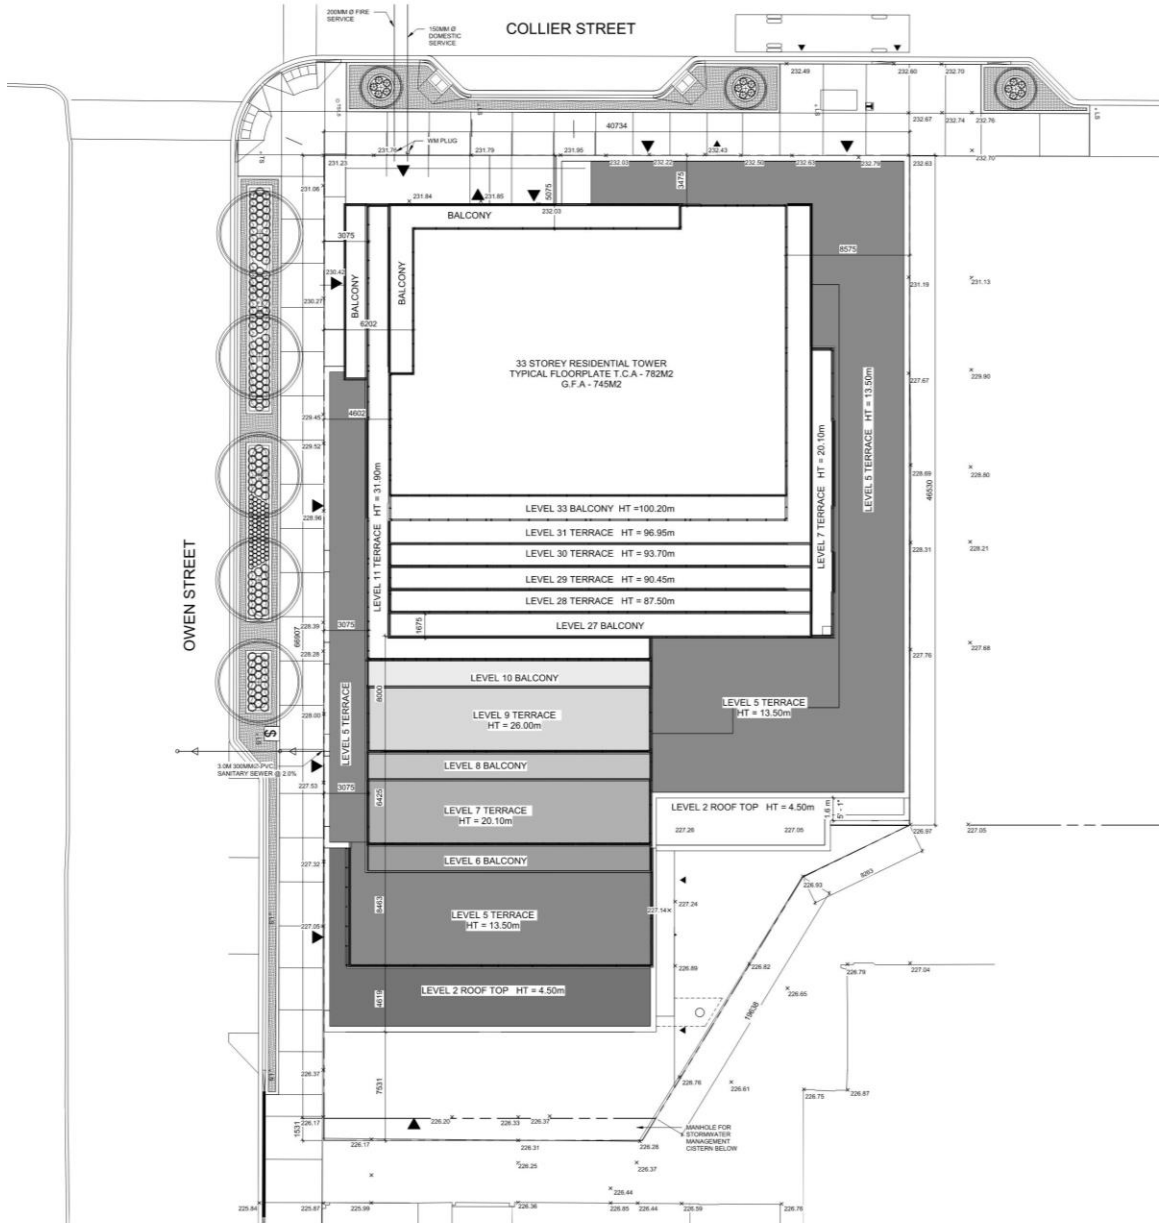 200MM Ø FIRE
SERVICE
150MM Ø
DOMESTIC
SERVICE
COLLIER STREET
232.49
232.60
232.70
40734
232.67
232.74
232.76
WM PLUG
231.23
231.76
231.79
231.95
232.03
232.22
232.43
232.50
232.63
232.79
232.63
232.70
231.06
231.84
231.85
5075
232.03
3475
BALCONY
3075
8575
230.42
BALCONY
BALCONY
231.19
231.13
230.27
6202
33 STOREY RESIDENTIAL TOWER
TYPICAL FLOORPLATE T.C.A - 782M2
G.F.A - 745M2
227.67
229.90
4602
229.45
229.52
LEVEL 5 TERRACE HT = 13.50m
LEVEL 7 TERRACE HT = 20.10m
LEVEL 11 TERRACE HT = 31.90m
228.69
228.60
46530
228.96
LEVEL 33 BALCONY HT =100.20m
LEVEL 31 TERRACE HT = 96.95m
LEVEL 30 TERRACE HT = 93.70m
LEVEL 29 TERRACE HT = 90.45m
LEVEL 28 TERRACE HT = 87.50m
LEVEL 27 BALCONY
228.31
228.21
OWEN STREET
228.39
66907
3075
1675
228.28
227.76
227.68
LEVEL 10 BALCONY
8000
LEVEL 9 TERRACE
HT = 26.00m
LEVEL 5 TERRACE
HT = 13.50m
228.00
LEVEL 5 TERRACE
S
3.0M 300MMØ PVC
SANITARY SEWER @ 2.0%
LEVEL 8 BALCONY
227.53
3075
6425
LEVEL 7 TERRACE
HT = 20.10m
LEVEL 2 ROOF TOP HT = 4.50m
1.6 m
5' - 1"
227.26
227.05
226.97
227.05
227.32
LEVEL 6 BALCONY
226.93
8263
8463
LEVEL 5 TERRACE
HT = 13.50m
227.24
227.14
227.05
226.89
226.82
226.79
227.04
4619
LEVEL 2 ROOF TOP HT = 4.50m
226.65
19638
226.37
7531
226.76
226.61
226.75
226.87
226.17
1531
226.20
226.33
226.37
226.17
226.31
226.28
MANHOLE FOR
STORMWATER
MANAGEMENT
CISTERN BELOW
226.25
226.37
226.44
225.84
225.87
225.99
226.36
226.44
226.59
226.78